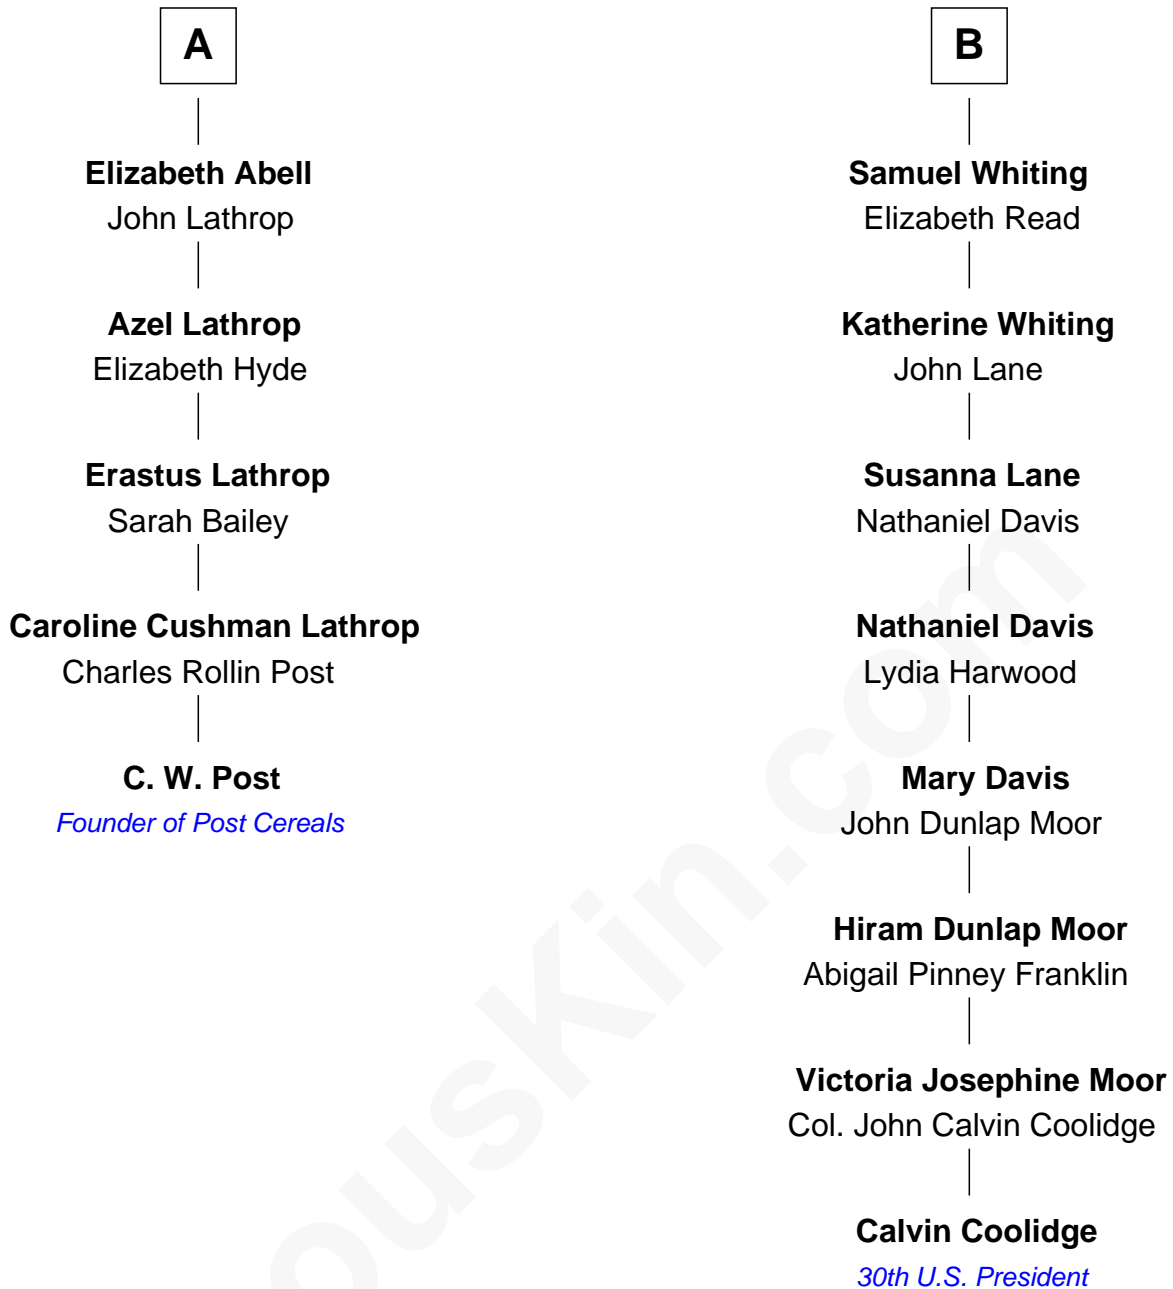 A
Elizabeth Abell
John Lathrop
Azel Lathrop
Elizabeth Hyde
Erastus Lathrop
Sarah Bailey
Caroline Cushman Lathrop
Charles Rollin Post
C. W. Post
Founder of Post Cereals
B
Samuel Whiting
Elizabeth Read
Katherine Whiting
John Lane
Susanna Lane
Nathaniel Davis
Nathaniel Davis
Lydia Harwood
Mary Davis
John Dunlap Moor
Hiram Dunlap Moor
Abigail Pinney Franklin
Victoria Josephine Moor
Col. John Calvin Coolidge
Calvin Coolidge
30th U.S. President
ousKin.com